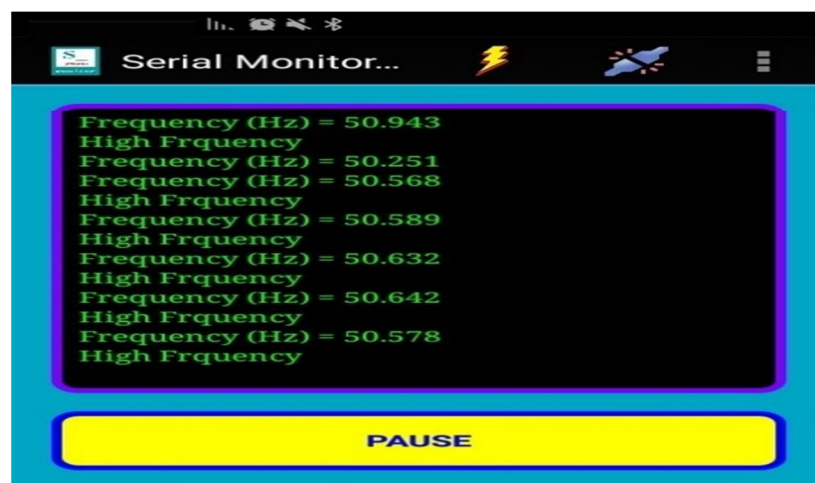 Serial Monitor...
Frequency (Hz) = 50.943
High Frquency
Frequency (Hz) = 50.251
Frequency (Hz) = 50.568
High Frquency
Frequency (Hz) = 50.589
High Frquency
Frequency (Hz) = 50.632
High Frquency
Frequency (Hz) = 50.642
High Frquency
Frequency (Hz) = 50.578
High Frquency
PAUSE